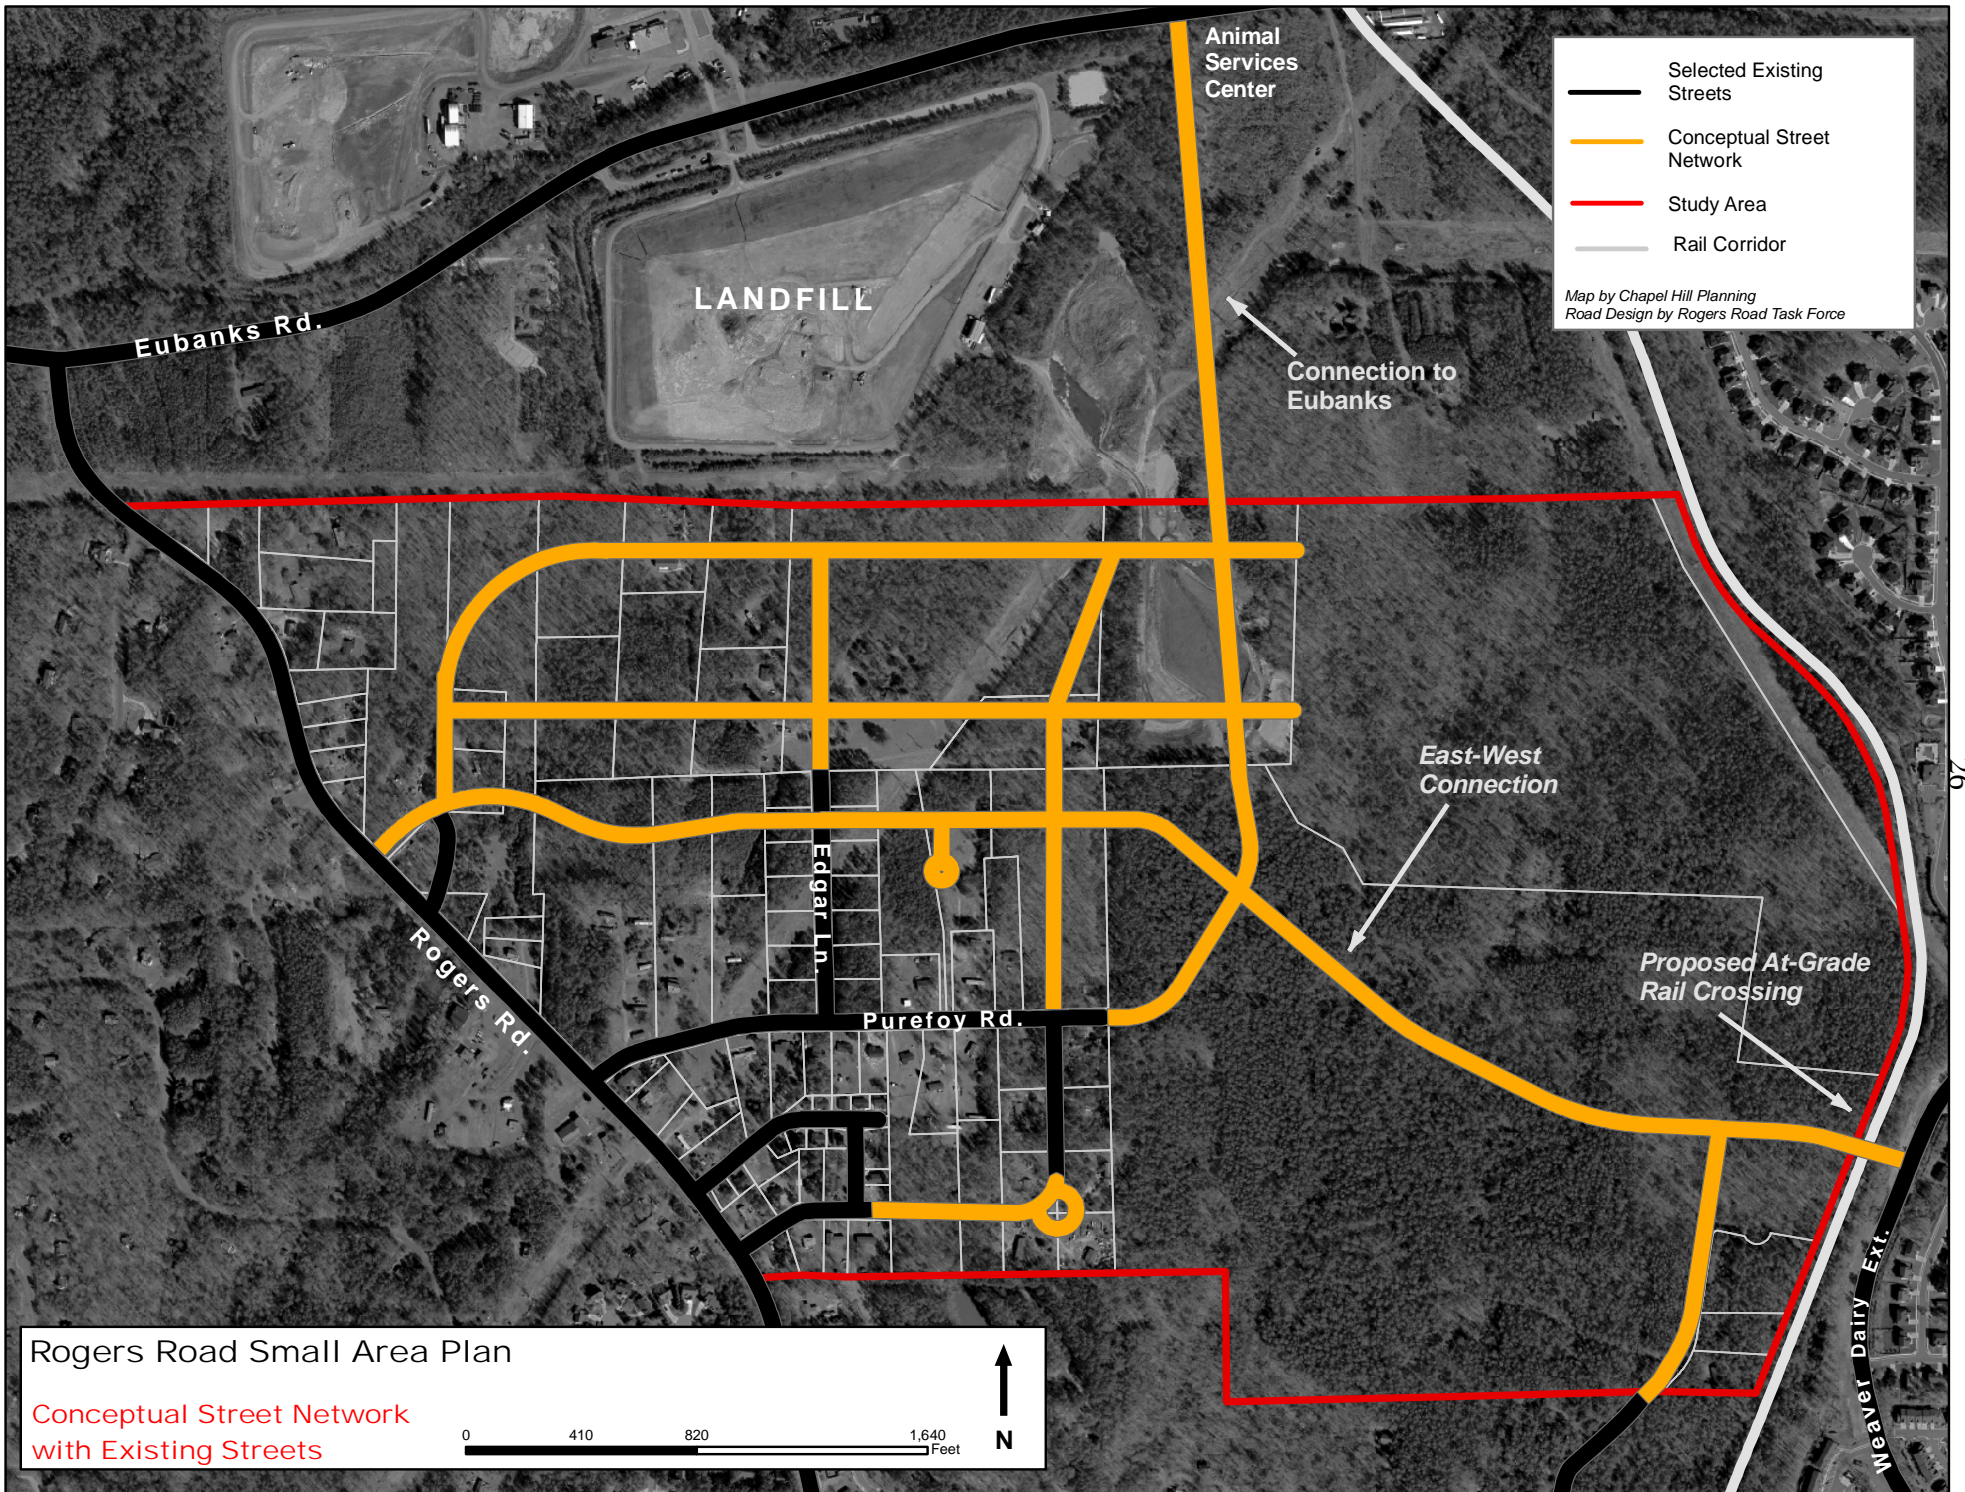 Animal
Services
Center
Selected Existing
Streets
Conceptual Street
Network
Study Area
Rail Corridor
Map by Chapel Hill Planning
Road Design by Rogers Road Task Force
LANDFILL
Eubanks Rd.
Connection to
Eubanks
East-West
Connection
67
Edgar Ln.
Rogers Rd.
Proposed At-Grade
Rail Crossing
Purefoy Rd.
Weaver Dairy Ext.
Rogers Road Small Area Plan
Conceptual Street Network
with Existing Streets
0 410 820 1,640
Feet
N